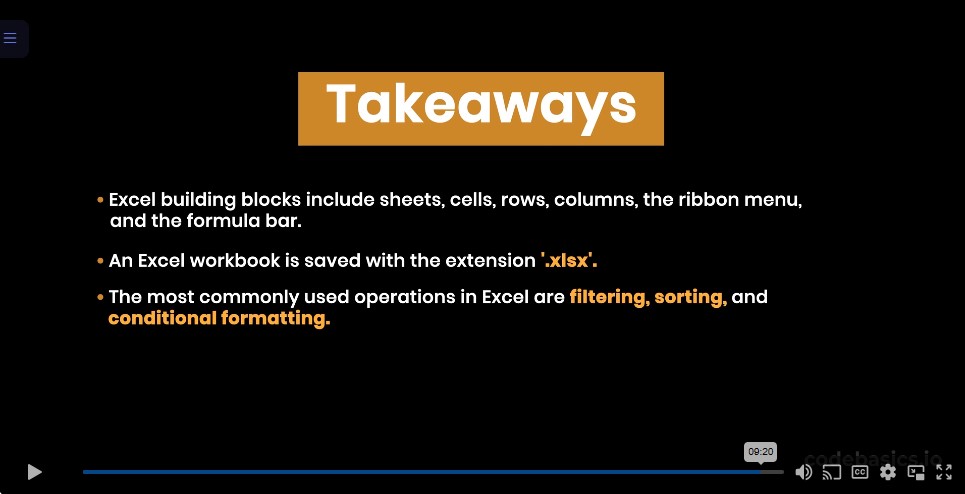 Takeaways
• Excel building blocks include sheets, cells, rows, columns, the ribbon menu,
and the formula bar.
• An Excel workbook is saved with the extension '.xlsx'.
• The most commonly used operations in Excel are filtering, sorting, and
conditional formatting.
09:20
codebasics.io
CC